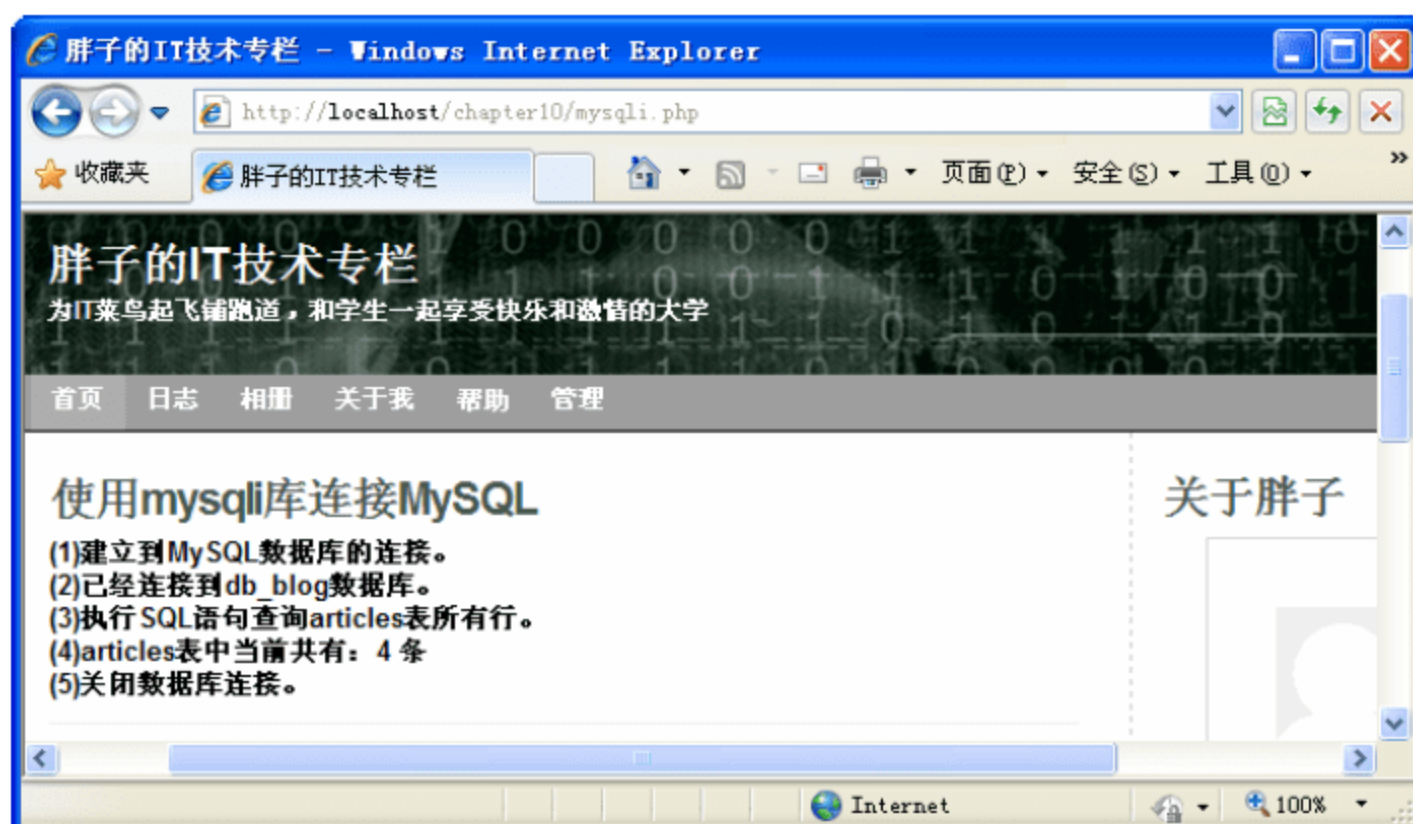 胖子的IT技术专栏 - Windows Internet Explorer
http://localhost/chapter10/mysqli.php
收藏夹 胖子的IT技术专栏 页面(P) 安全(S) 工具(O) »
胖子的IT技术专栏
为IT菜鸟起飞铺跑道，和学生一起享受快乐和激情的大学
首页 日志 相册 关于我 帮助 管理
使用mysqli库连接MySQL
(1)建立到MySQL数据库的连接。
(2)已经连接到db_blog数据库。
(3)执行SQL语句查询articles表所有行。
(4)articles表中当前共有：4 条
(5)关闭数据库连接。
关于胖子
Internet 100%